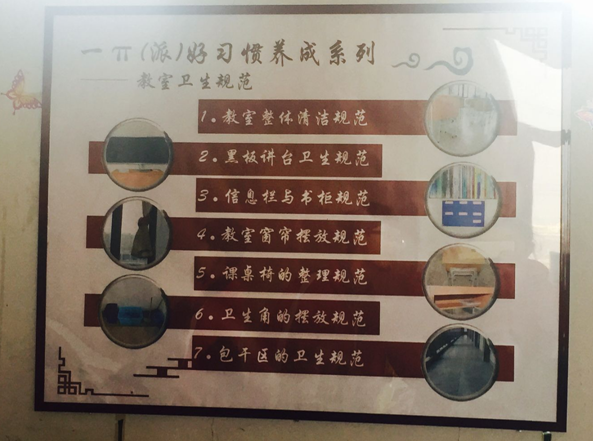 一π(派)好习惯养成系列
教室卫生规范
1。教室整体清洁规范
2。黑板讲台卫生规范
3。信息栏与书柜规范
4。教室窗帘摆放规范
5。课桌椅的整理规范
6。卫生角的摆放规范
7。包干区的卫生规范